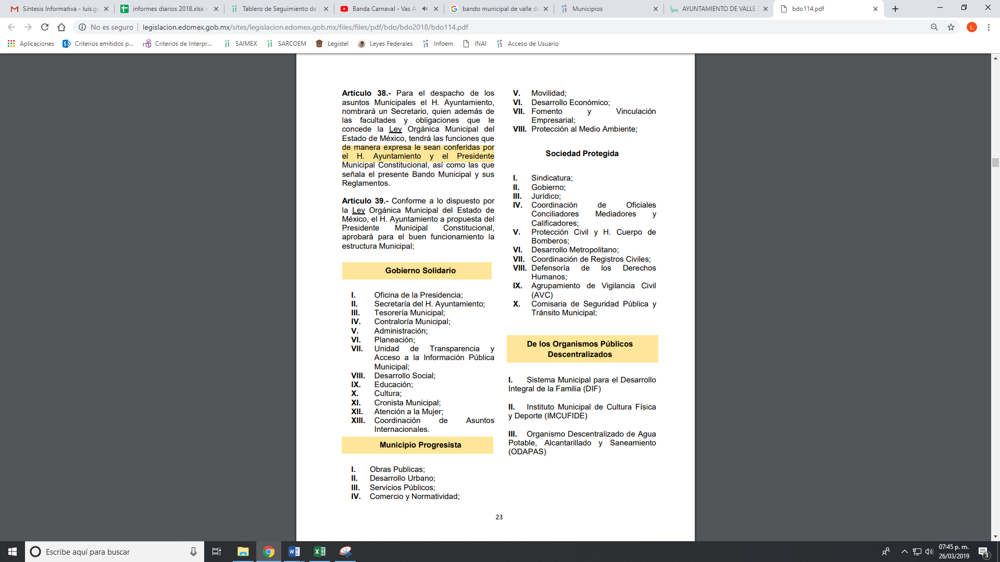 Síntesis Informativa - luis.gu
informes diarios 2018.xlsx -
Tablero de Seguimiento de
Banda Carnaval - Vas A
bando municipal de valle de
Municipios
AYUNTAMIENTO DE VALLE
bdo114.pdf
No es seguro | legislacion.edomex.gob.mx/sites/legislacion.edomex.gob.mx/files/files/pdf/bdo/bdo2018/bdo114.pdf
L
Aplicaciones
Criterios emitidos p...
Criterios de Interpr...
SAIMEX
SARCOEM
Legistel
Leyes Federales
Infoem
INAI
Acceso de Usuario
Artículo 38.- Para el despacho de los
asuntos Municipales el H. Ayuntamiento,
nombrará un Secretario, quien además de
las facultades y obligaciones que le
concede la Ley Orgánica Municipal del
Estado de México, tendrá las funciones que
de manera expresa le sean conferidas por
el H. Ayuntamiento y el Presidente
Municipal Constitucional, así como las que
señala el presente Bando Municipal y sus
Reglamentos.
Artículo 39.- Conforme a lo dispuesto por
la Ley Orgánica Municipal del Estado de
México, el H. Ayuntamiento a propuesta del
Presidente Municipal Constitucional,
aprobará para el buen funcionamiento la
estructura Municipal;
Gobierno Solidario
I. Oficina de la Presidencia;
II. Secretaría del H. Ayuntamiento;
III. Tesorería Municipal;
IV. Contraloría Municipal;
V. Administración;
VI. Planeación;
VII. Unidad de Transparencia y
Acceso a la Información Pública
Municipal;
VIII. Desarrollo Social;
IX. Educación;
X. Cultura;
XI. Cronista Municipal;
XII. Atención a la Mujer;
XIII. Coordinación de Asuntos
Internacionales.
Municipio Progresista
I. Obras Publicas;
II. Desarrollo Urbano;
III. Servicios Públicos;
IV. Comercio y Normatividad;
V. Movilidad;
VI. Desarrollo Económico;
VII. Fomento y Vinculación
Empresarial;
VIII. Protección al Medio Ambiente;
Sociedad Protegida
I. Sindicatura;
II. Gobierno;
III. Jurídico;
IV. Coordinación de Oficiales
Conciliadores Mediadores y
Calificadores;
V. Protección Civil y H. Cuerpo de
Bomberos;
VI. Desarrollo Metropolitano;
VII. Coordinación de Registros Civiles;
VIII. Defensoría de los Derechos
Humanos;
IX. Agrupamiento de Vigilancia Civil
(AVC)
X. Comisaria de Seguridad Pública y
Tránsito Municipal;
De los Organismos Públicos
Descentralizados
I. Sistema Municipal para el Desarrollo
Integral de la Familia (DIF)
II. Instituto Municipal de Cultura Física
y Deporte (IMCUFIDE)
III. Organismo Descentralizado de Agua
Potable, Alcantarillado y Saneamiento
(ODAPAS)
23
Escribe aquí para buscar
07:45 p. m.
26/03/2019
3